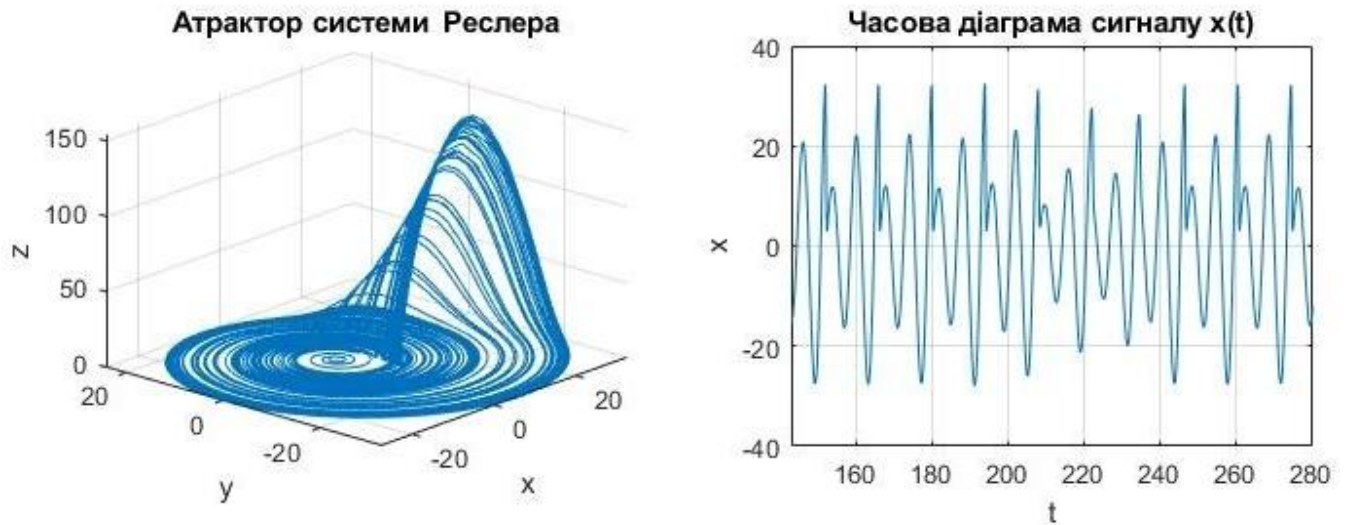 Атрактор системи Реслера
150
100
50
0
z
20
0
-20
y
-20
0
20
x
Часова діаграма сигналу x(t)
40
20
0
-20
-40
x
160 180 200 220 240 260 280
t